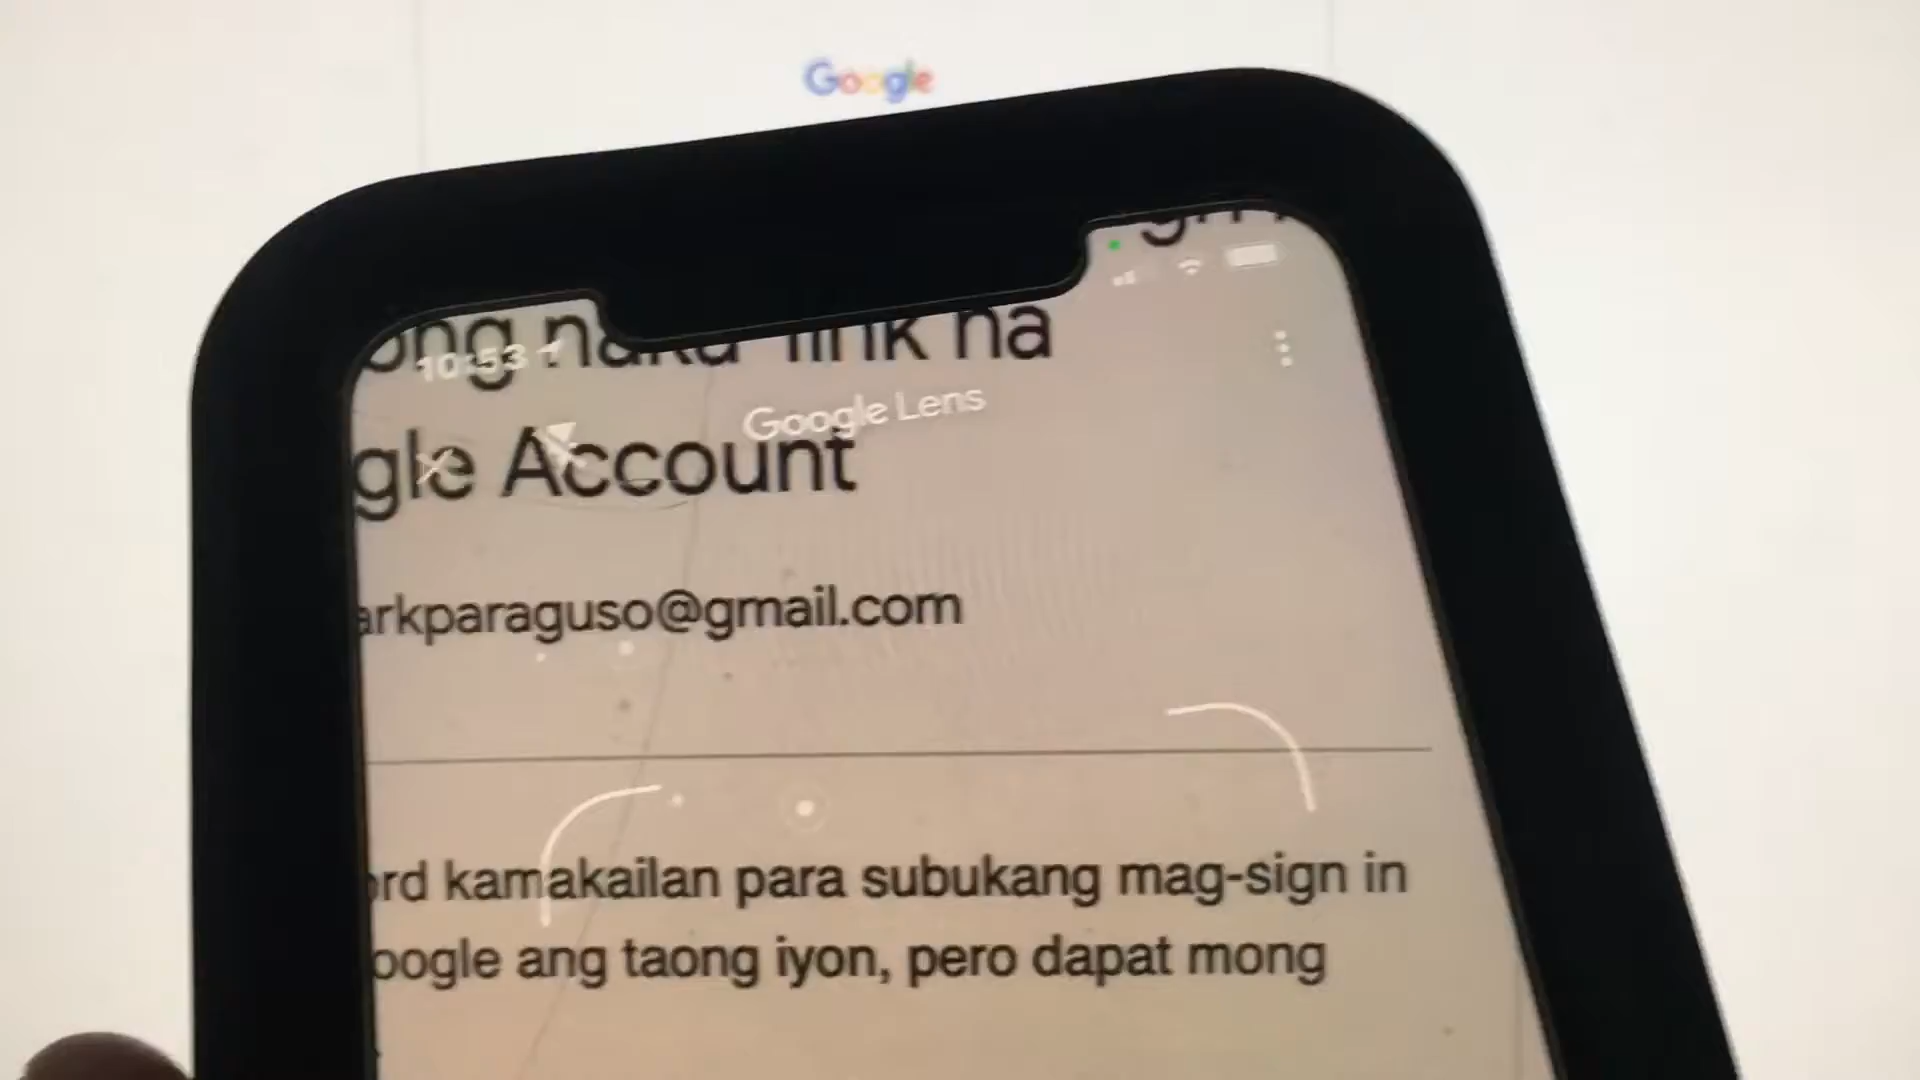 Google
10:53
ong naka-link na
Google Lens
gle Account
arkparaguso@gmail.com
ord kamakailan para subukang mag-sign in
oogle ang taong iyon, pero dapat mong